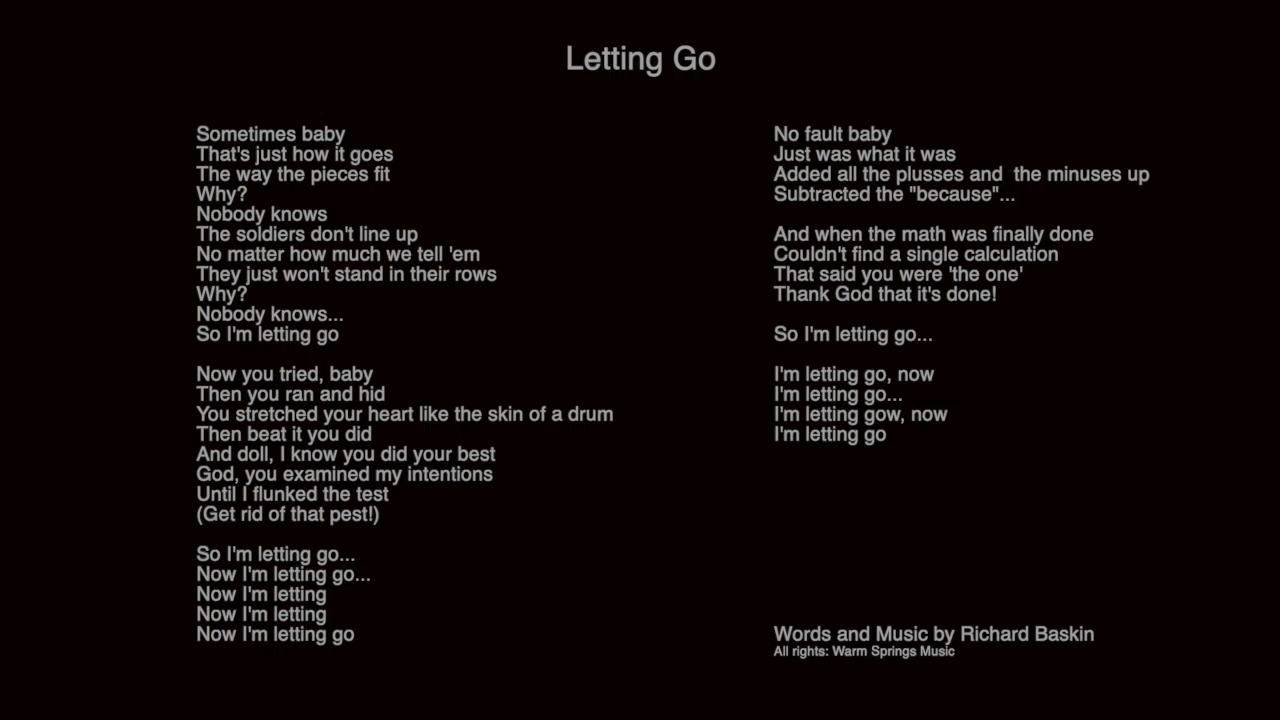 Letting Go
Sometimes baby
That's just how it goes
The way the pieces fit
Why?
Nobody knows
The soldiers don't line up
No matter how much we tell 'em
They just won't stand in their rows
Why?
Nobody knows...
So I'm letting go
Now you tried, baby
Then you ran and hid
You stretched your heart like the skin of a drum
Then beat it you did
And doll, I know you did your best
God, you examined my intentions
Until I flunked the test
(Get rid of that pest!)
So I'm letting go...
Now I'm letting go...
Now I'm letting
Now I'm letting
Now I'm letting go
No fault baby
Just was what it was
Added all the plusses and  the minuses up
Subtracted the "because"...
And when the math was finally done
Couldn't find a single calculation
That said you were 'the one'
Thank God that it's done!
So I'm letting go...
I'm letting go, now
I'm letting go...
I'm letting gow, now
I'm letting go
Words and Music by Richard Baskin
All rights: Warm Springs Music